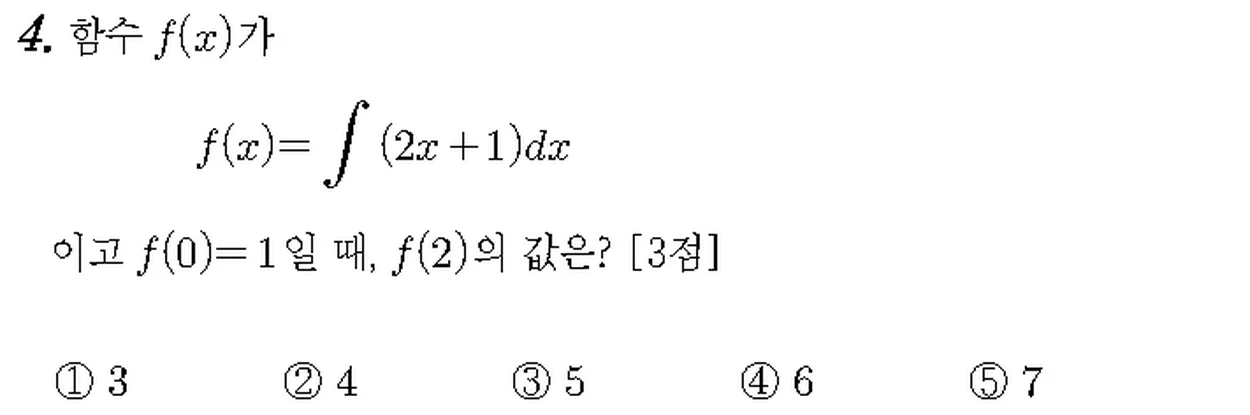 4. 함수 f(x)가
f(x)=∫(2x+1)dx
이고 f(0)=1일 때, f(2)의 값은? [3점]
① 3 ② 4 ③ 5 ④ 6 ⑤ 7